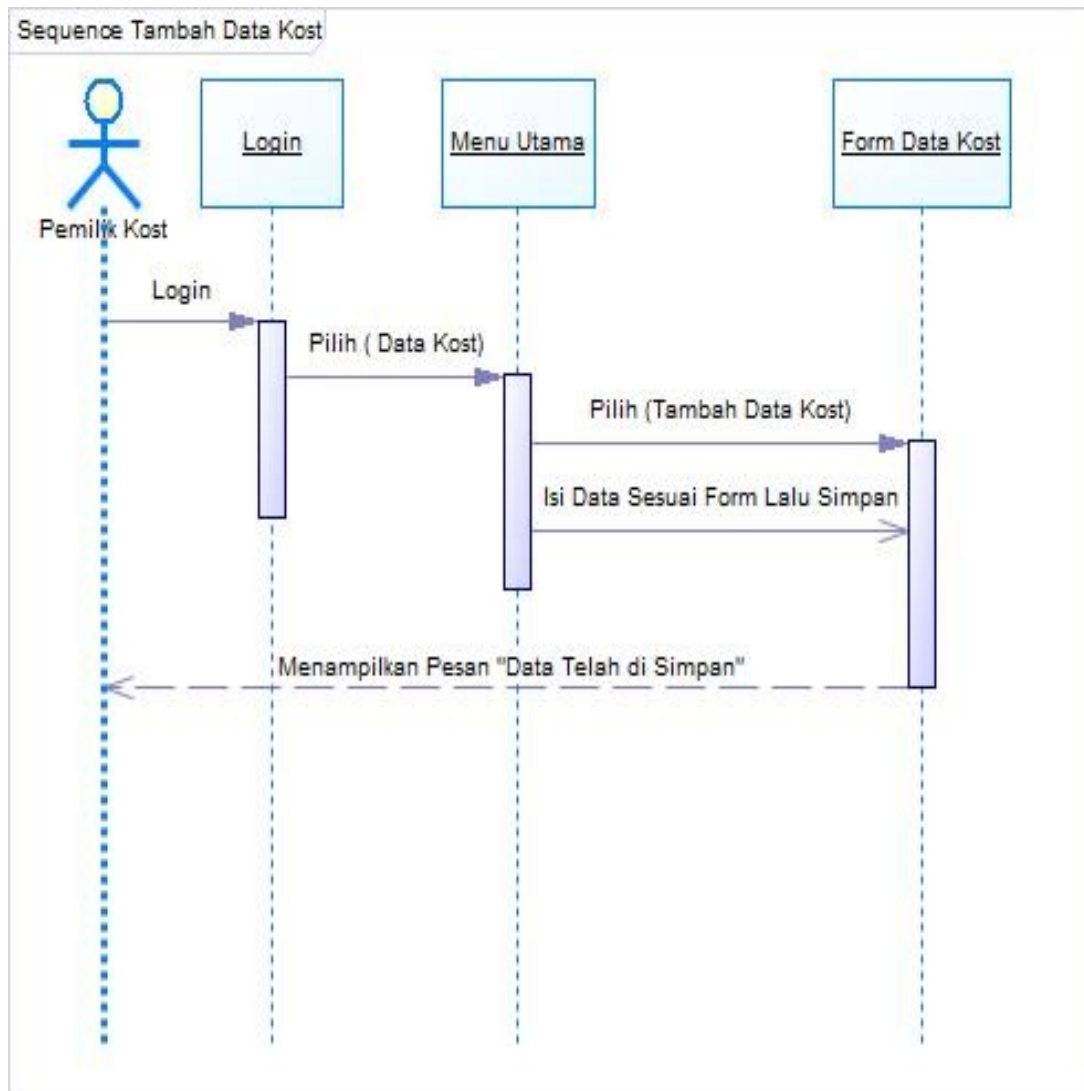 Sequence Tambah Data Kost
Login
Menu Utama
Form Data Kost
Pemilik Kost
Login
Pilih ( Data Kost)
Pilih (Tambah Data Kost)
Isi Data Sesuai Form Lalu Simpan
Menampilkan Pesan "Data Telah di Simpan"